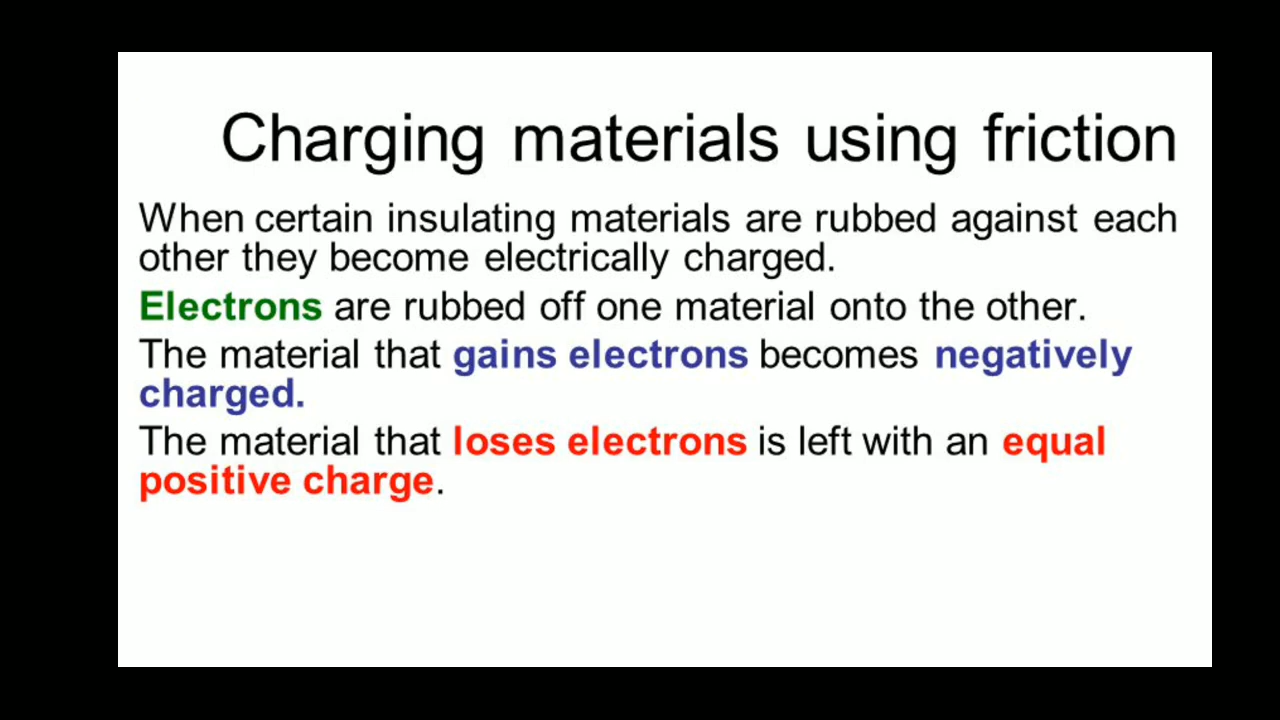 Charging materials using friction
When certain insulating materials are rubbed against each
other they become electrically charged.
Electrons are rubbed off one material onto the other.
The material that gains electrons becomes negatively
charged.
The material that loses electrons is left with an equal
positive charge.